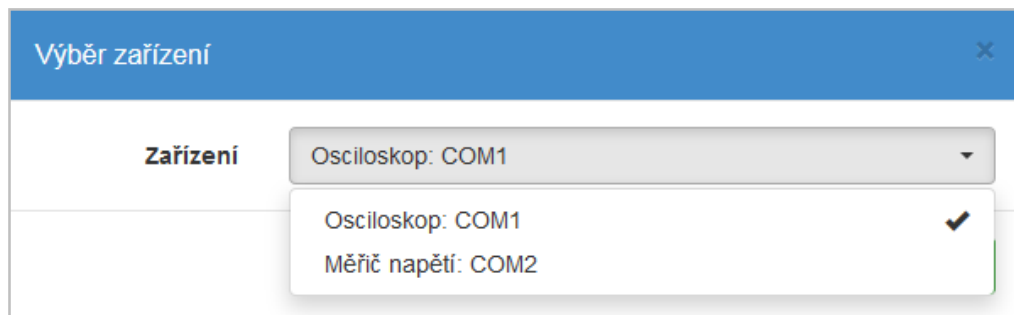 Výběr zařízení
Zařízení Osciloskop: COM1
Osciloskop: COM1
Měřič napětí: COM2